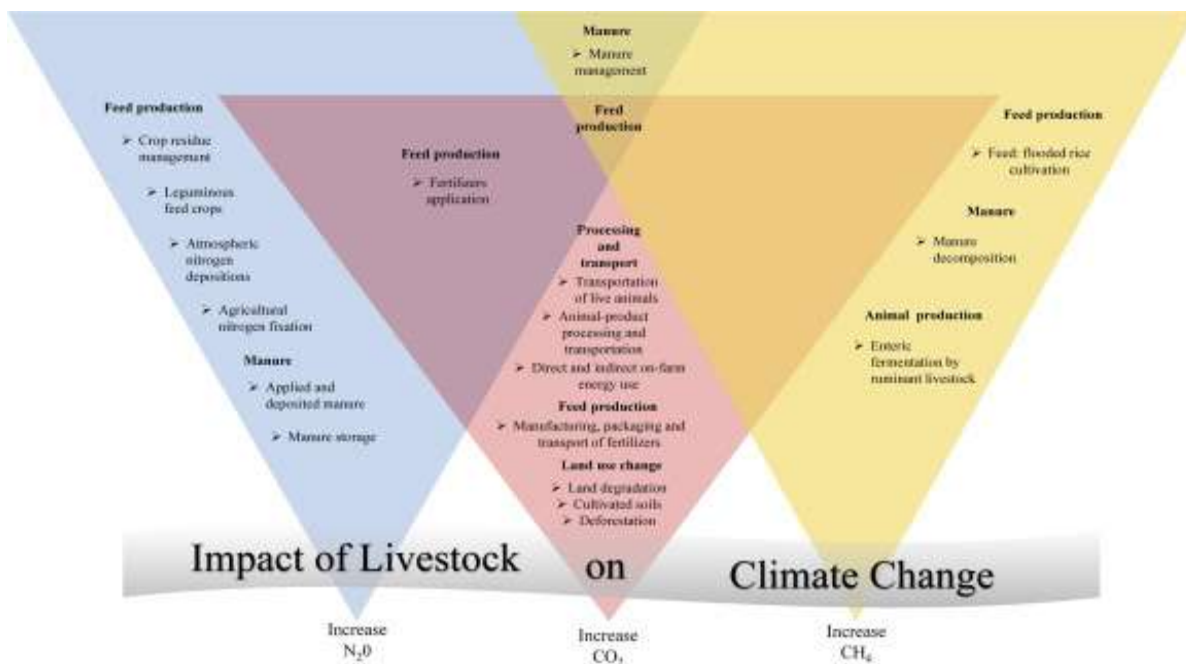 Manure
➤ Manure
management
Feed
production
Feed production
➤ Crop residue
management
➤ Leguminous
feed crops
➤ Atmospheric
nitrogen
depositions
➤ Agricultural
nitrogen fixation
Manure
➤ Applied and
deposited manure
➤ Manure storage
Feed production
➤ Fertilizers
application
Processing
and
transport
➤ Transportation
of live animals
➤ Animal-product
processing and
transportation
➤ Direct and indirect on-farm
energy use
Feed production
➤ Manufacturing, packaging and
transport of fertilizers
Land use change
➤ Land degradation
➤ Cultivated soils
➤ Deforestation
Feed production
➤ Feed: flooded rice
cultivation
Manure
➤ Manure
decomposition
Animal production
➤ Enteric
fermentation by
ruminant livestock
Impact of Livestock on Climate Change
Increase
N₂0
Increase
CO₂
Increase
CH₄